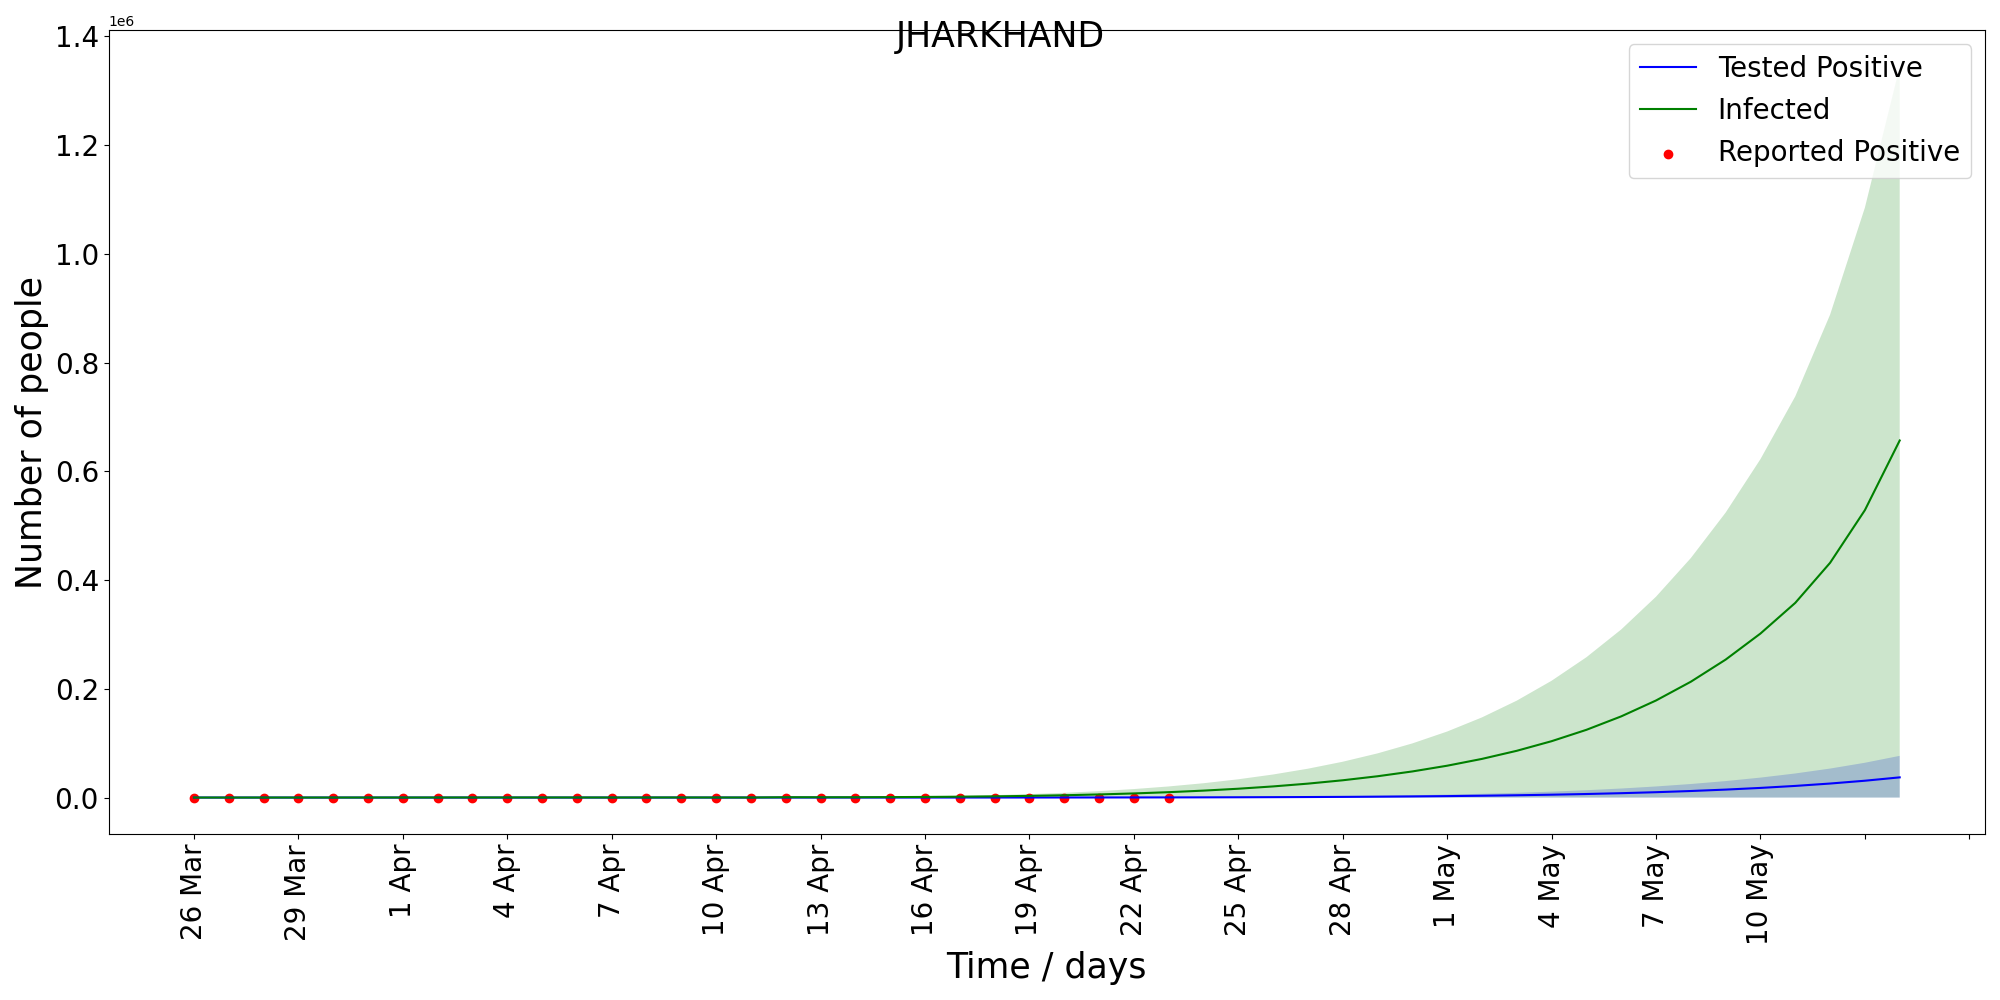 1e6
JHARKHAND
1.4
1.2
1.0
0.8
0.6
0.4
0.2
0.0
Number of people
Tested Positive
Infected
Reported Positive
26 Mar
29 Mar
1 Apr
4 Apr
7 Apr
10 Apr
13 Apr
16 Apr
19 Apr
22 Apr
25 Apr
28 Apr
1 May
4 May
7 May
10 May
Time / days